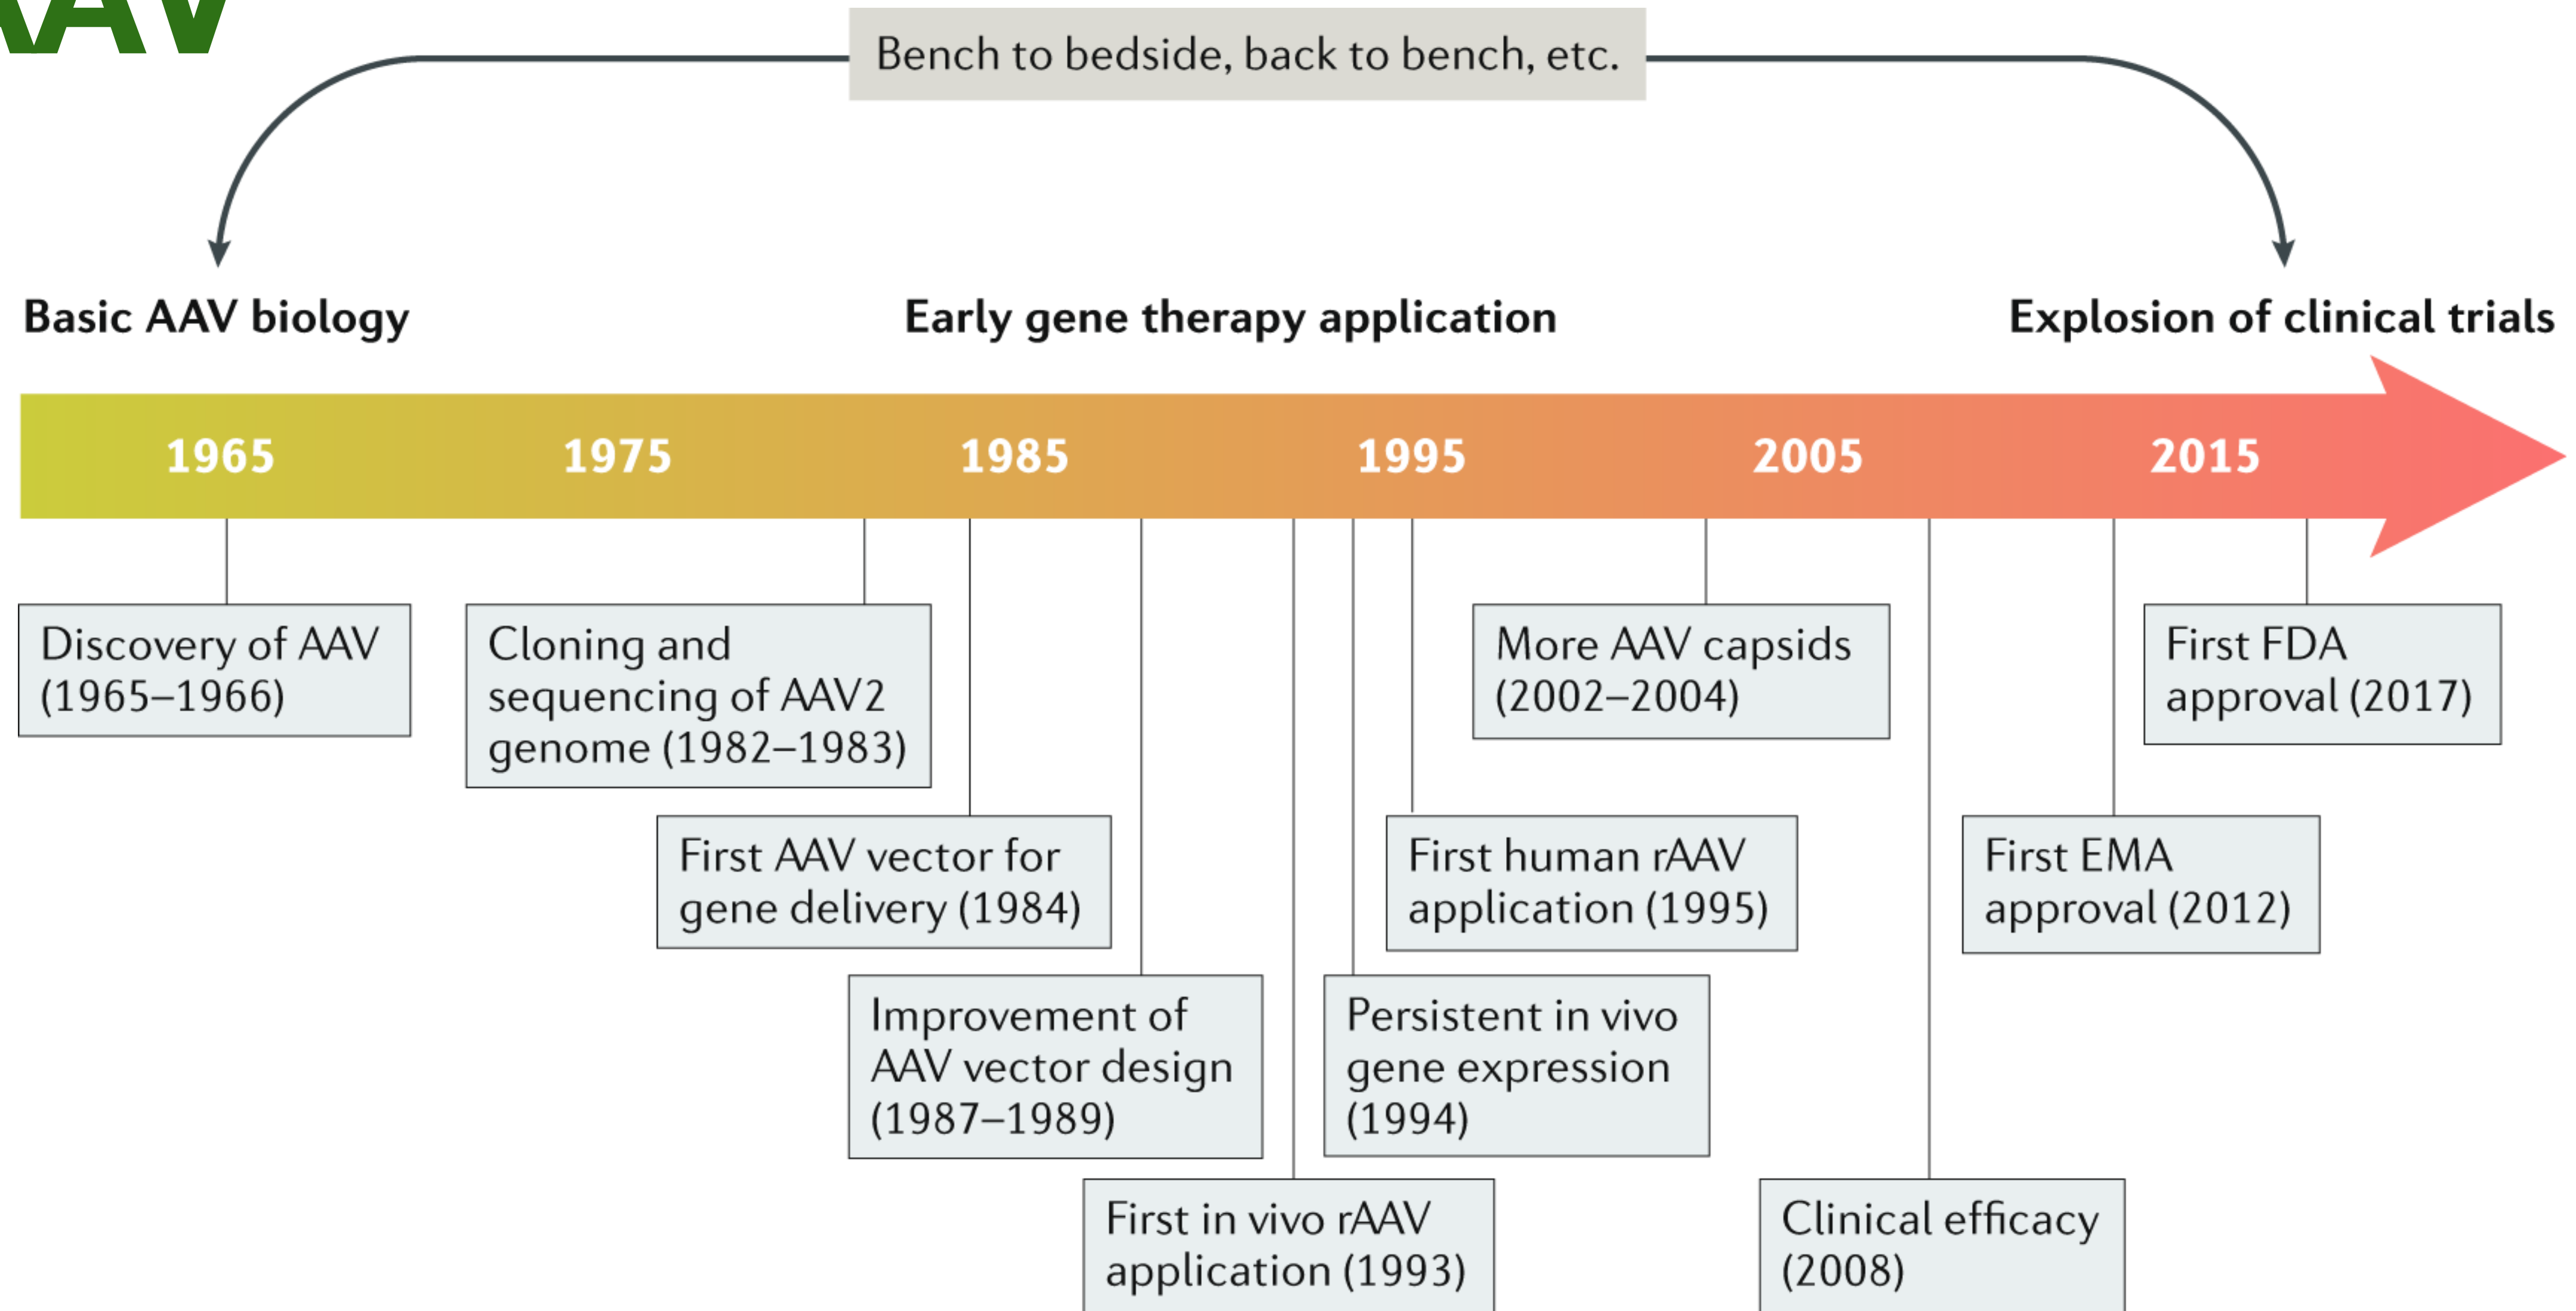 AAV
Bench to bedside, back to bench, etc.
Basic AAV biology
Early gene therapy application
Explosion of clinical trials
1965
1975
1985
1995
2005
2015
Discovery of AAV
(1965–1966)
Cloning and
sequencing of AAV2
genome (1982–1983)
More AAV capsids
(2002–2004)
First FDA
approval (2017)
First AAV vector for
gene delivery (1984)
First human rAAV
application (1995)
First EMA
approval (2012)
Improvement of
AAV vector design
(1987–1989)
Persistent in vivo
gene expression
(1994)
First in vivo rAAV
application (1993)
Clinical efficacy
(2008)